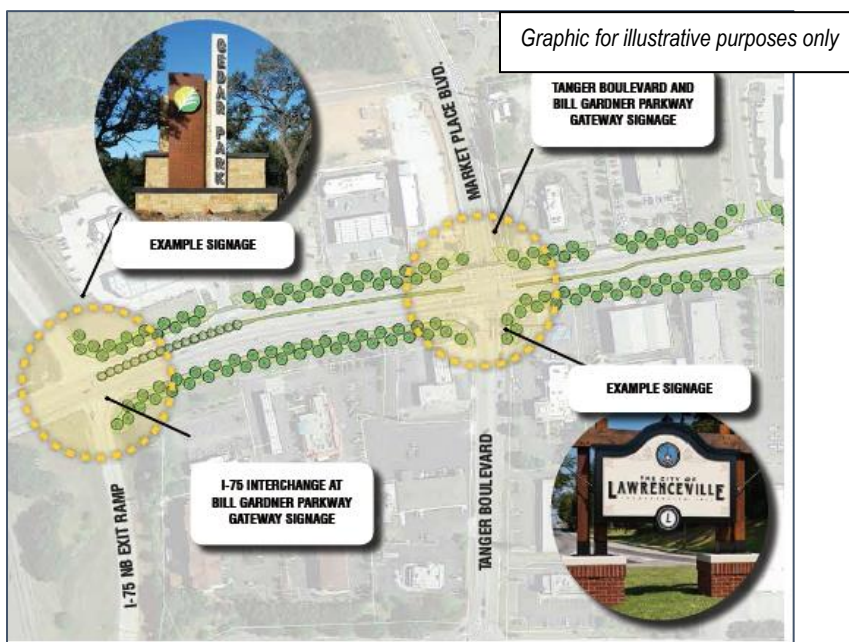 Graphic for illustrative purposes only
CEDAR PARK
EXAMPLE SIGNAGE
MARKET PLACE BLVD.
TANGER BOULEVARD AND
BILL GARDNER PARKWAY
GATEWAY SIGNAGE
I-75 INTERCHANGE AT
BILL GARDNER PARKWAY
GATEWAY SIGNAGE
I-75 NB EXIT RAMP
TANGER BOULEVARD
EXAMPLE SIGNAGE
THE CITY OF
LAWRENCEVILLE
L